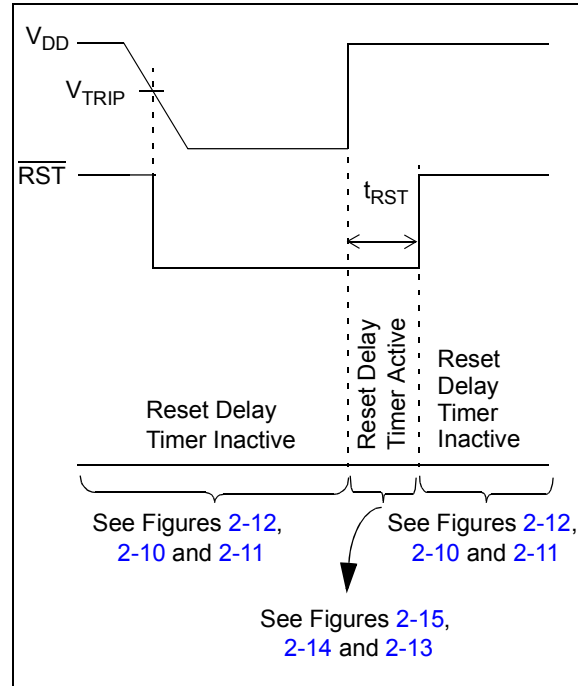 VDD
VTRIP
RST
tRST
Reset Delay
Timer Inactive
Reset Delay
Timer Active
Reset
Delay
Timer
Inactive
See Figures 2-12,
2-10 and 2-11
See Figures 2-12,
2-10 and 2-11
See Figures 2-15,
2-14 and 2-13